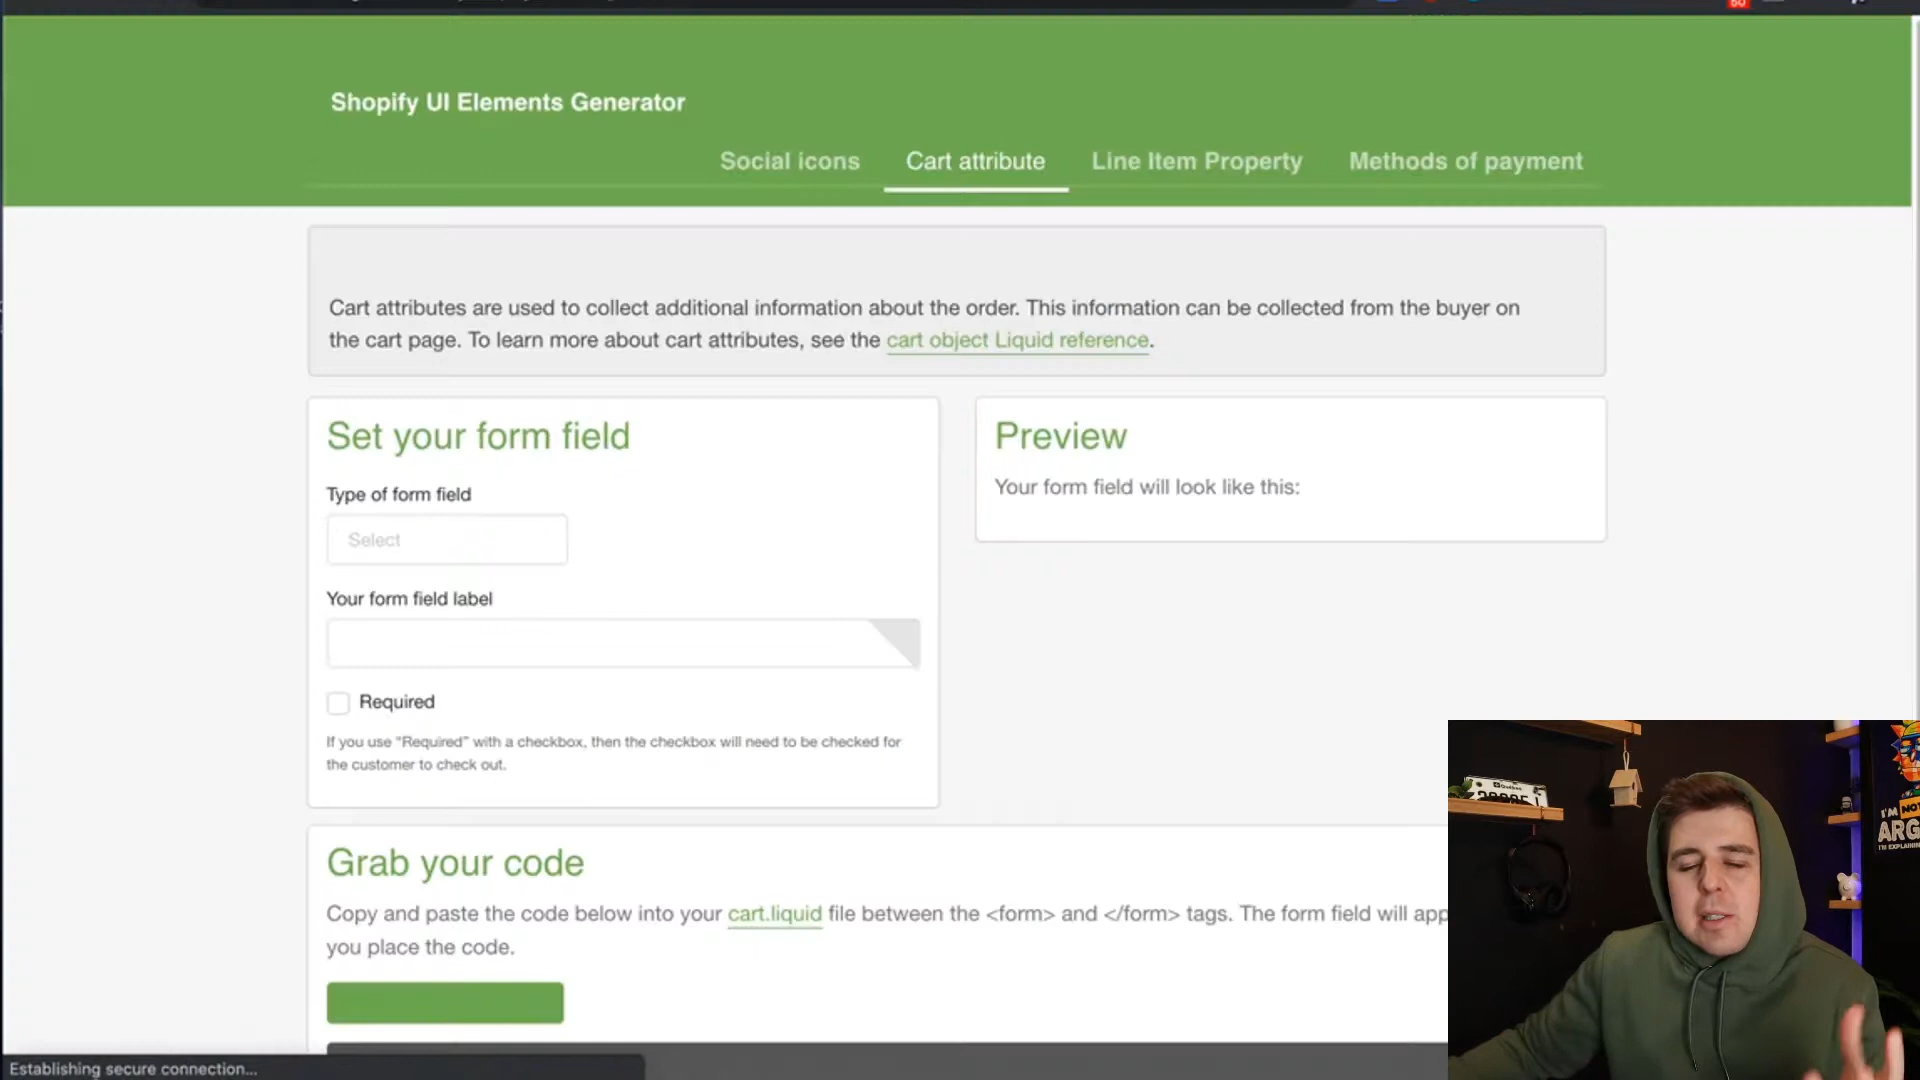 60
Shopify UI Elements Generator
Social icons
Cart attribute
Line Item Property
Methods of payment
Cart attributes are used to collect additional information about the order. This information can be collected from the buyer on
the cart page. To learn more about cart attributes, see the cart object Liquid reference.
Set your form field
Type of form field
Select
Your form field label
Required
If you use “Required” with a checkbox, then the checkbox will need to be checked for
the customer to check out.
Preview
Your form field will look like this:
Grab your code
Copy and paste the code below into your cart.liquid file between the <form> and </form> tags. The form field will app
you place the code.
I'M NO
ARG
I'M EXPLAININ
Establishing secure connection...